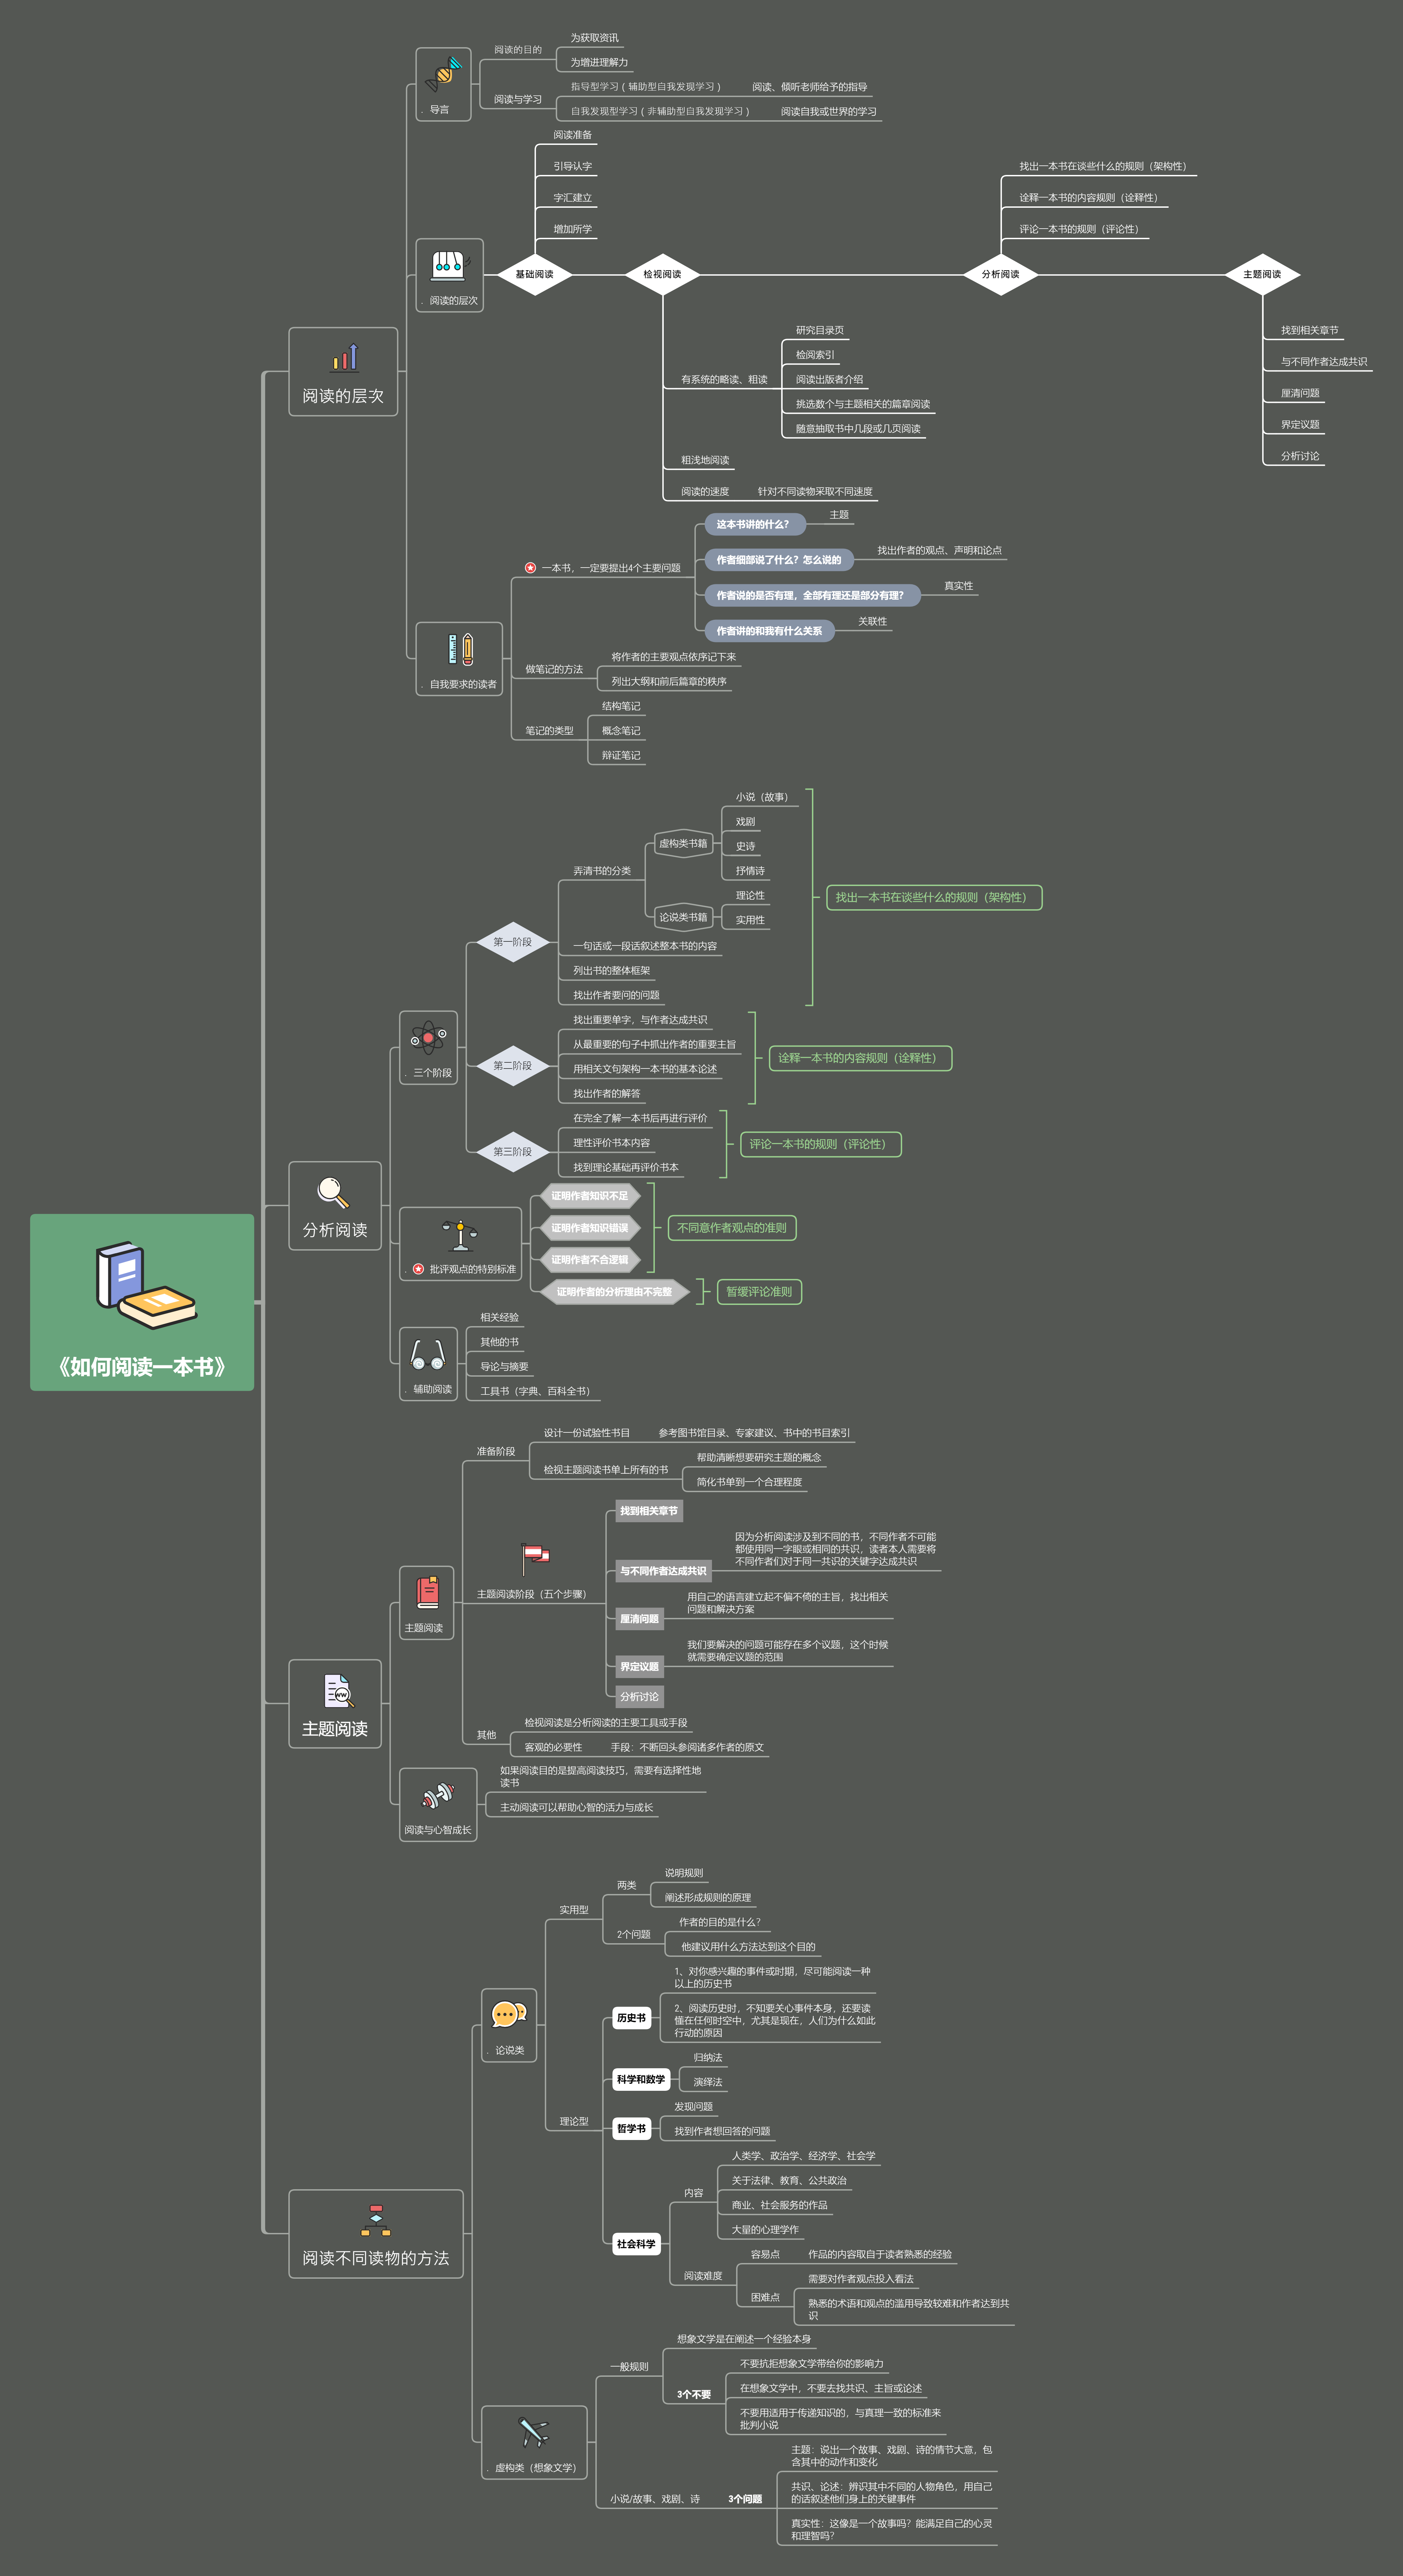 《如何阅读一本书》
阅读的层次
. 导言
阅读的目的
为获取资讯
为增进理解力
阅读与学习
指导型学习（辅助型自我发现学习）
阅读、倾听老师给予的指导
自我发现型学习（非辅助型自我发现学习）
阅读自我或世界的学习
. 阅读的层次
基础阅读
阅读准备
引导认字
字汇建立
增加所学
检视阅读
有系统的略读、粗读
研究目录页
检阅索引
阅读出版者介绍
挑选数个与主题相关的篇章阅读
随意抽取书中几段或几页阅读
粗浅地阅读
阅读的速度
针对不同读物采取不同速度
分析阅读
找出一本书在谈些什么的规则（架构性）
诠释一本书的内容规则（诠释性）
评论一本书的规则（评论性）
主题阅读
找到相关章节
与不同作者达成共识
厘清问题
界定议题
分析讨论
. 自我要求的读者
一本书，一定要提出4个主要问题
这本书讲的什么？
主题
作者细部说了什么？怎么说的
找出作者的观点、声明和论点
作者说的是否有理，全部有理还是部分有理？
真实性
作者讲的和我有什么关系
关联性
做笔记的方法
将作者的主要观点依序记下来
列出大纲和前后篇章的秩序
笔记的类型
结构笔记
概念笔记
辩证笔记
分析阅读
. 三个阶段
第一阶段
弄清书的分类
虚构类书籍
小说（故事）
戏剧
史诗
抒情诗
论说类书籍
理论性
实用性
一句话或一段话叙述整本书的内容
列出书的整体框架
找出作者要问的问题
找出一本书在谈些什么的规则（架构性）
第二阶段
找出重要单字，与作者达成共识
从最重要的句子中抓出作者的重要主旨
用相关文句架构一本书的基本论述
找出作者的解答
诠释一本书的内容规则（诠释性）
第三阶段
在完全了解一本书后再进行评价
理性评价书本内容
找到理论基础再评价书本
评论一本书的规则（评论性）
. 批评观点的特别标准
证明作者知识不足
证明作者知识错误
证明作者不合逻辑
不同意作者观点的准则
证明作者的分析理由不完整
暂缓评论准则
. 辅助阅读
相关经验
其他的书
导论与摘要
工具书（字典、百科全书）
主题阅读
主题阅读
准备阶段
设计一份试验性书目
参考图书馆目录、专家建议、书中的书目索引
检视主题阅读书单上所有的书
帮助清晰想要研究主题的概念
简化书单到一个合理程度
主题阅读阶段（五个步骤）
找到相关章节
与不同作者达成共识
因为分析阅读涉及到不同的书，不同作者不可能
都使用同一字眼或相同的共识，读者本人需要将
不同作者们对于同一共识的关键字达成共识
厘清问题
用自己的语言建立起不偏不倚的主旨，找出相关
问题和解决方案
界定议题
我们要解决的问题可能存在多个议题，这个时候
就需要确定议题的范围
分析讨论
其他
检视阅读是分析阅读的主要工具或手段
客观的必要性
手段：不断回头参阅诸多作者的原文
阅读与心智成长
如果阅读目的是提高阅读技巧，需要有选择性地
读书
主动阅读可以帮助心智的活力与成长
阅读不同读物的方法
. 论说类
实用型
两类
说明规则
阐述形成规则的原理
2个问题
作者的目的是什么？
他建议用什么方法达到这个目的
理论型
历史书
1、对你感兴趣的事件或时期，尽可能阅读一种
以上的历史书
2、阅读历史时，不知要关心事件本身，还要读
懂在任何时空中，尤其是现在，人们为什么如此
行动的原因
科学和数学
归纳法
演绎法
哲学书
发现问题
找到作者想回答的问题
社会科学
内容
人类学、政治学、经济学、社会学
关于法律、教育、公共政治
商业、社会服务的作品
大量的心理学作
阅读难度
容易点
作品的内容取自于读者熟悉的经验
困难点
需要对作者观点投入看法
熟悉的术语和观点的滥用导致较难和作者达到共
识
. 虚构类（想象文学）
一般规则
想象文学是在阐述一个经验本身
3个不要
不要抗拒想象文学带给你的影响力
在想象文学中，不要去找共识、主旨或论述
不要用适用于传递知识的，与真理一致的标准来
批判小说
小说/故事、戏剧、诗
3个问题
主题：说出一个故事、戏剧、诗的情节大意，包
含其中的动作和变化
共识、论述：辨识其中不同的人物角色，用自己
的话叙述他们身上的关键事件
真实性：这像是一个故事吗？能满足自己的心灵
和理智吗？